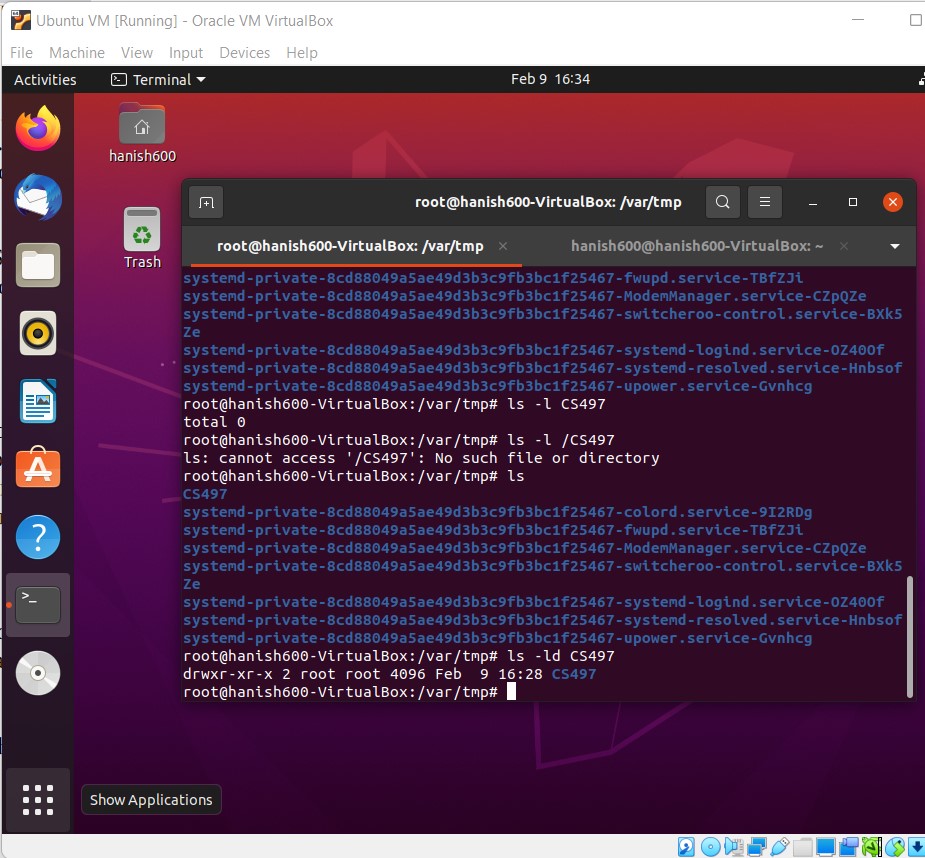 Ubuntu VM [Running] - Oracle VM VirtualBox
File Machine View Input Devices Help
Activities Terminal Feb 9 16:34
hanish600
Trash
root@hanish600-VirtualBox: /var/tmp
root@hanish600-VirtualBox: /var/tmp hanish600@hanish600-VirtualBox: ~
systemd-private-8cd88049a5ae49d3b3c9fb3bc1f25467-fwupd.service-TBfZJi
systemd-private-8cd88049a5ae49d3b3c9fb3bc1f25467-ModemManager.service-CZpQZe
systemd-private-8cd88049a5ae49d3b3c9fb3bc1f25467-switcheroo-control.service-BXk5
Ze
systemd-private-8cd88049a5ae49d3b3c9fb3bc1f25467-systemd-logind.service-OZ40Of
systemd-private-8cd88049a5ae49d3b3c9fb3bc1f25467-systemd-resolved.service-Hnbsof
systemd-private-8cd88049a5ae49d3b3c9fb3bc1f25467-upower.service-Gvnhcg
root@hanish600-VirtualBox:/var/tmp# ls -l CS497
total 0
root@hanish600-VirtualBox:/var/tmp# ls -l /CS497
ls: cannot access '/CS497': No such file or directory
root@hanish600-VirtualBox:/var/tmp# ls
CS497
systemd-private-8cd88049a5ae49d3b3c9fb3bc1f25467-colord.service-9I2RDg
systemd-private-8cd88049a5ae49d3b3c9fb3bc1f25467-fwupd.service-TBfZJi
systemd-private-8cd88049a5ae49d3b3c9fb3bc1f25467-ModemManager.service-CZpQZe
systemd-private-8cd88049a5ae49d3b3c9fb3bc1f25467-switcheroo-control.service-BXk5
Ze
systemd-private-8cd88049a5ae49d3b3c9fb3bc1f25467-systemd-logind.service-OZ40Of
systemd-private-8cd88049a5ae49d3b3c9fb3bc1f25467-systemd-resolved.service-Hnbsof
systemd-private-8cd88049a5ae49d3b3c9fb3bc1f25467-upower.service-Gvnhcg
root@hanish600-VirtualBox:/var/tmp# ls -ld CS497
drwxr-xr-x 2 root root 4096 Feb  9 16:28 CS497
root@hanish600-VirtualBox:/var/tmp#
Show Applications